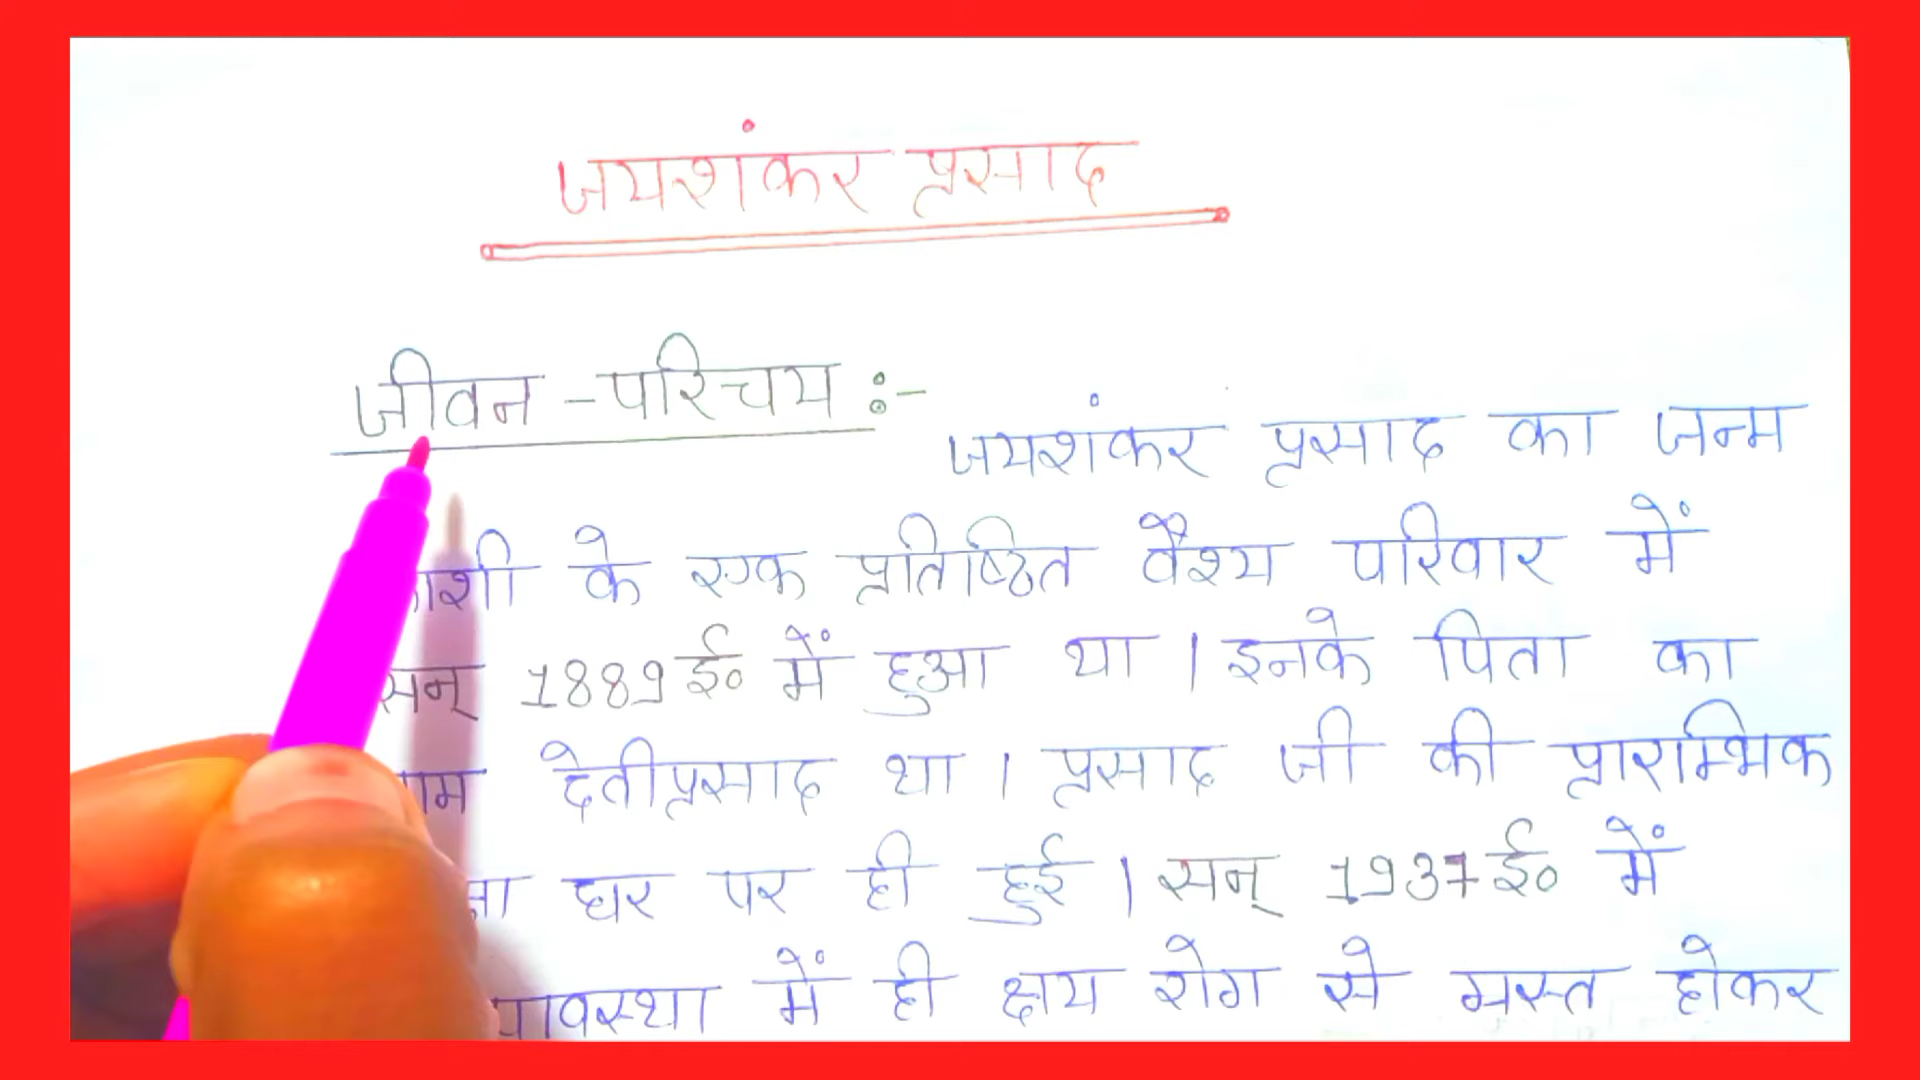 जयशंकर प्रसाद
जीवन -परिचय :-
जयशंकर प्रसाद का जन्म
के एक प्रतिष्ठित वैश्य परिवार में
सन् 1889 ई० में हुआ था । इनके पिता का
देतीप्रसाद था । प्रसाद जी की प्रारम्भिक
घर पर ही हुई । सन् 1937 ई० में
में ही क्षय रोग से ग्रस्त होकर